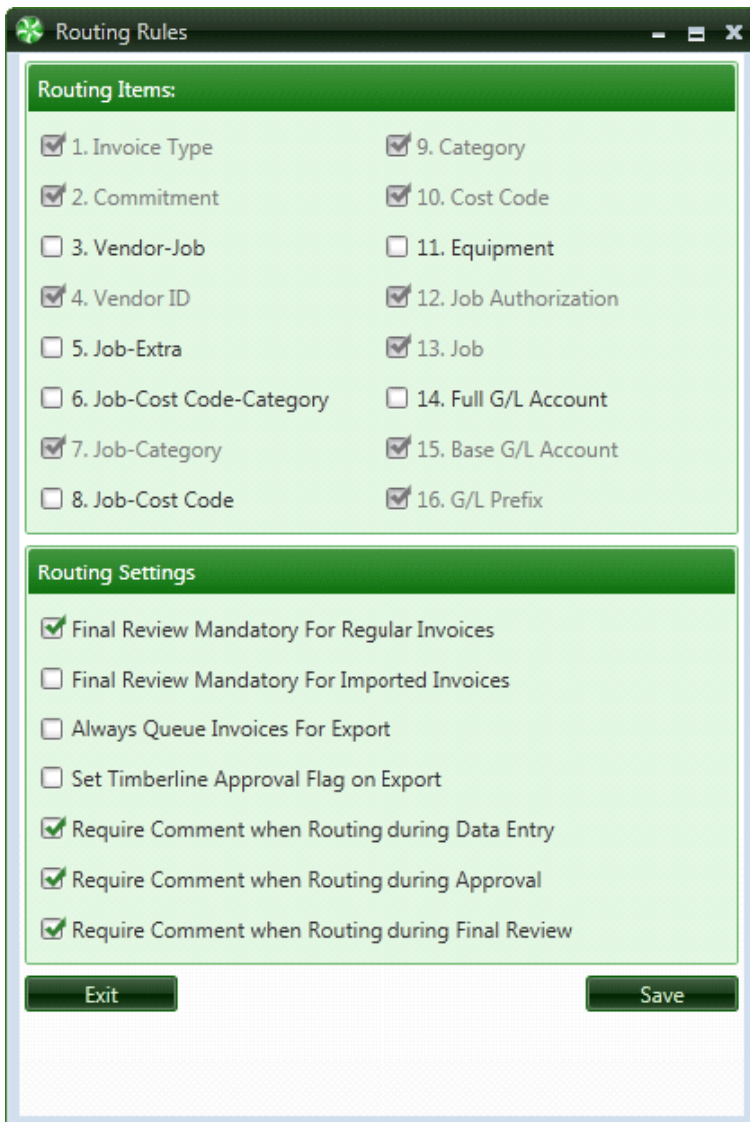 Routing Rules
Routing Items:
1. Invoice Type
2. Commitment
3. Vendor-Job
4. Vendor ID
5. Job-Extra
6. Job-Cost Code-Category
7. Job-Category
8. Job-Cost Code
9. Category
10. Cost Code
11. Equipment
12. Job Authorization
13. Job
14. Full G/L Account
15. Base G/L Account
16. G/L Prefix
Routing Settings
Final Review Mandatory For Regular Invoices
Final Review Mandatory For Imported Invoices
Always Queue Invoices For Export
Set Timberline Approval Flag on Export
Require Comment when Routing during Data Entry
Require Comment when Routing during Approval
Require Comment when Routing during Final Review
Exit
Save